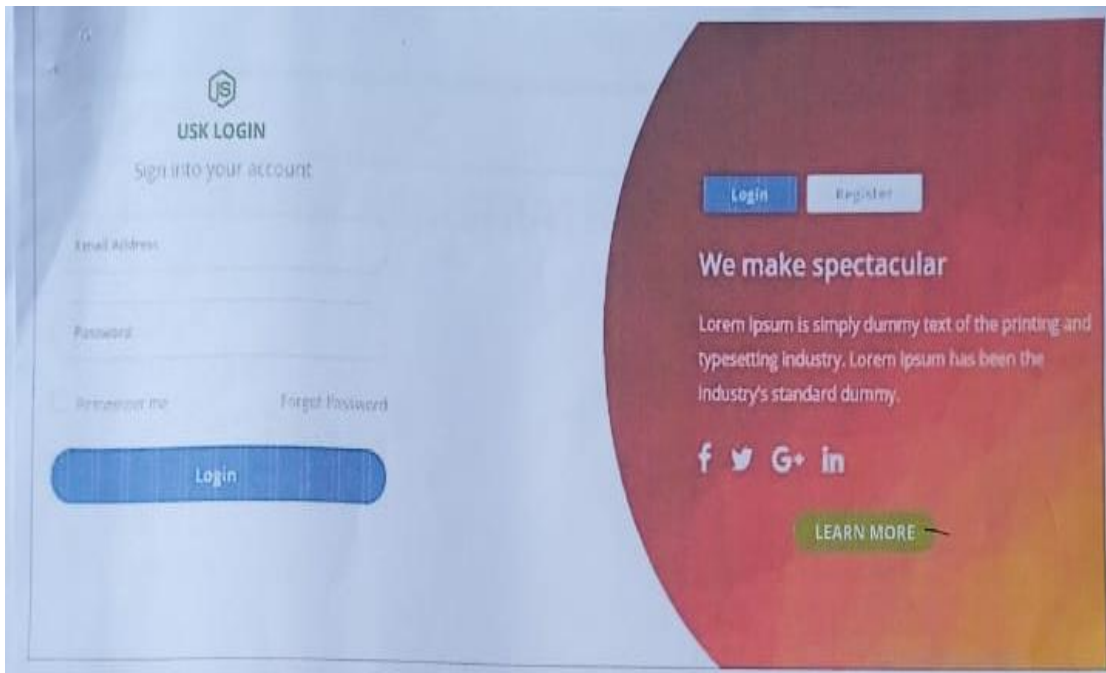 JS
USK LOGIN
Sign into your account
Email Address
Password
Remember me
Forgot Password
Login
Login
Register
We make spectacular
Lorem Ipsum is simply dummy text of the printing and
typesetting industry. Lorem Ipsum has been the
industry's standard dummy.
f G+ in
LEARN MORE